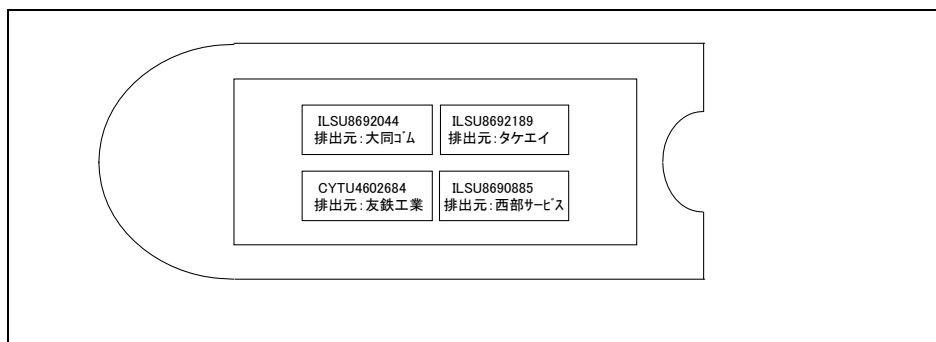 ILSU8692044
排出元:大同ｺﾞﾑ
ILSU8692189
排出元:タケエイ
CYTU4602684
排出元:友鉄工業
ILSU8690885
排出元:西部ｻｰﾋﾞｽ